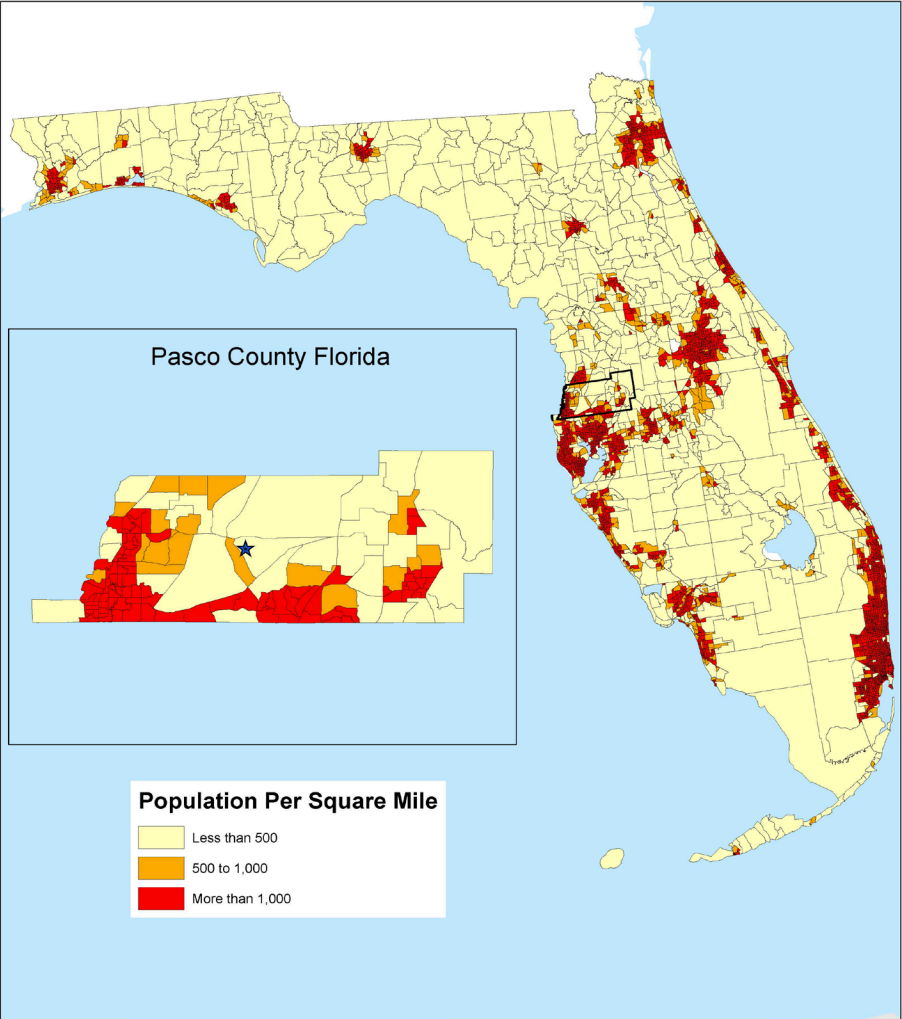 Pasco County Florida
Population Per Square Mile
Less than 500
500 to 1,000
More than 1,000